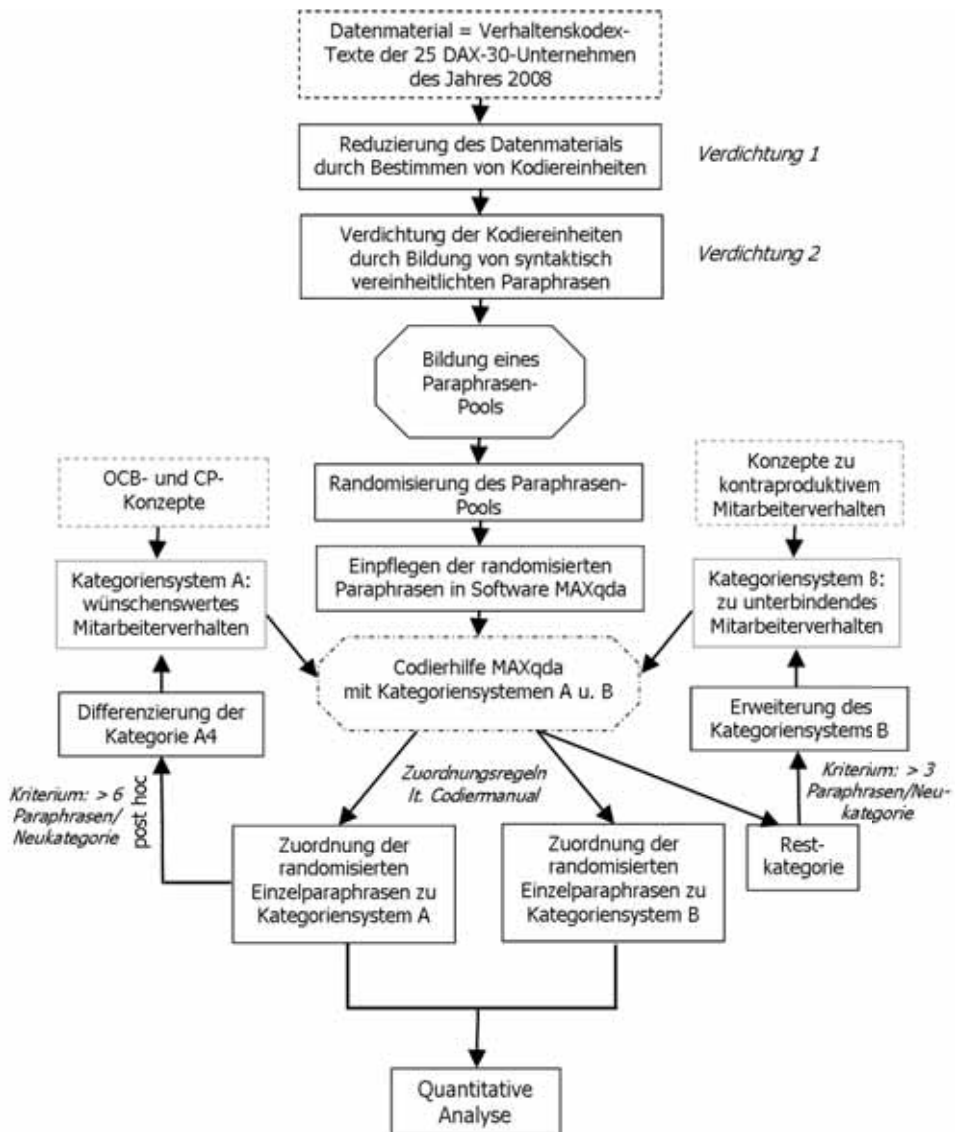 Datenmaterial = Verhaltenskodex-
Texte der 25 DAX-30-Unternehmen
des Jahres 2008
Reduzierung des Datenmaterials
durch Bestimmen von Kodiereinheiten
Verdichtung 1
Verdichtung der Kodiereinheiten
durch Bildung von syntaktisch
vereinheitlichten Paraphrasen
Verdichtung 2
Bildung eines
Paraphrasen-
Pools
OCB- und CP-
Konzepte
Randomisierung des Paraphrasen-
Pools
Konzepte zu
kontraproduktivem
Mitarbeiterverhalten
Kategoriensystem A:
wünschenswertes
Mitarbeiterverhalten
Einpflegen der randomisierten
Paraphrasen in Software MAXqda
Kategoriensystem B:
zu unterbindendes
Mitarbeiterverhalten
Codierhilfe MAXqda
mit Kategoriensystemen A u. B
Differenzierung der
Kategorie A4
Erweiterung des
Kategoriensystems B
Kriterium: > 6
Paraphrasen/
Neukategorie
post hoc
Zuordnungsregeln
lt. Codiermanual
Kriterium: > 3
Paraphrasen/Neu-
kategorie
Zuordnung der
randomisierten
Einzelparaphrasen zu
Kategoriensystem A
Zuordnung der
randomisierten
Einzelparaphrasen zu
Kategoriensystem B
Rest-
kategorie
Quantitative
Analyse